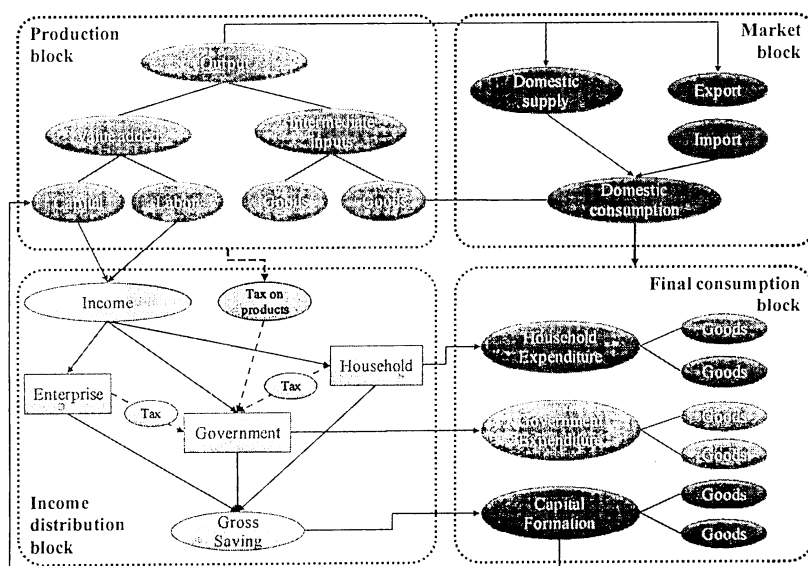 Production
block
Output
Value-added
Intermediate
inputs
Capital
Labors
Goods
Goods
Market
block
Domestic
supply
Export
Import
Domestic
consumption
Income
Tax on
products
Household
Enterprise
Tax
Tax
Government
Income
distribution
block
Gross
Saving
Final consumption
block
Household
Expenditure
Goods
Goods
Government
Expenditure
Goods
Goods
Capital
Formation
Goods
Goods